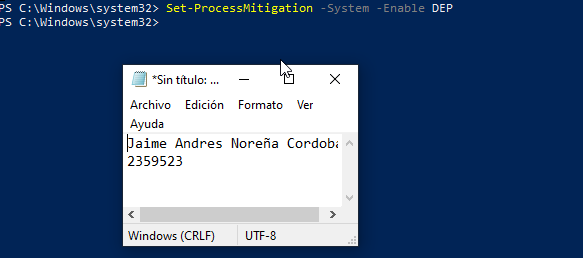 PS C:\Windows\system32> Set-ProcessMitigation -System -Enable DEP
PS C:\Windows\system32>
*Sin título: ...
Archivo Edición Formato Ver
Ayuda
Jaime Andres Noreña Cordoba
2359523
Windows (CRLF) UTF-8